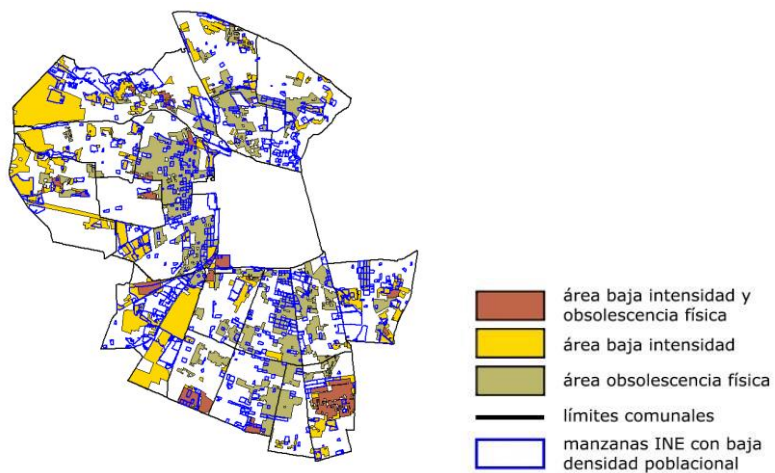 área baja intensidad y
obsolescencia física
área baja intensidad
área obsolescencia física
límites comunales
manzanas INE con baja
densidad poblacional